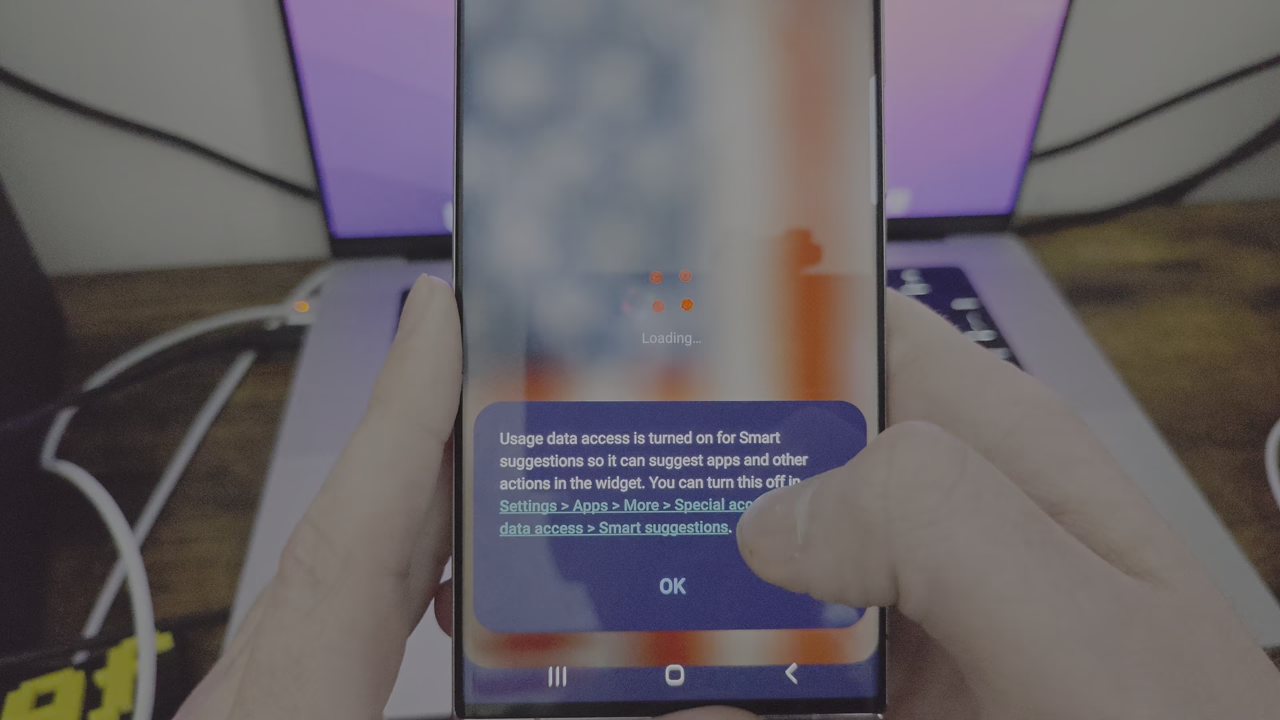 Loading...
Usage data access is turned on for Smart
suggestions so it can suggest apps and other
actions in the widget. You can turn this off in
Settings > Apps > More > Special
data access > Smart suggestions.
OK